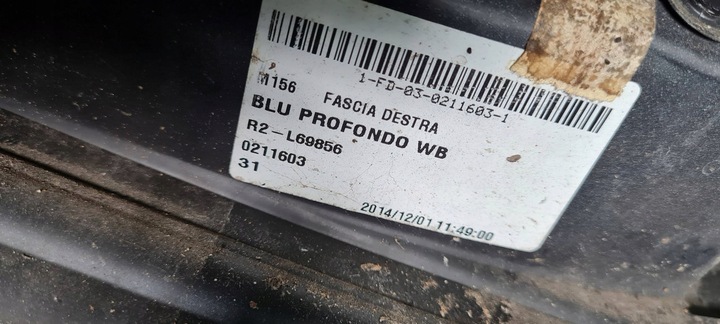 1-FD-03-0211603-1
M156 FASCIA DESTRA
BLU PROFONDO WB
R2-L69856
0211603
31
2014/12/01 11:49:00